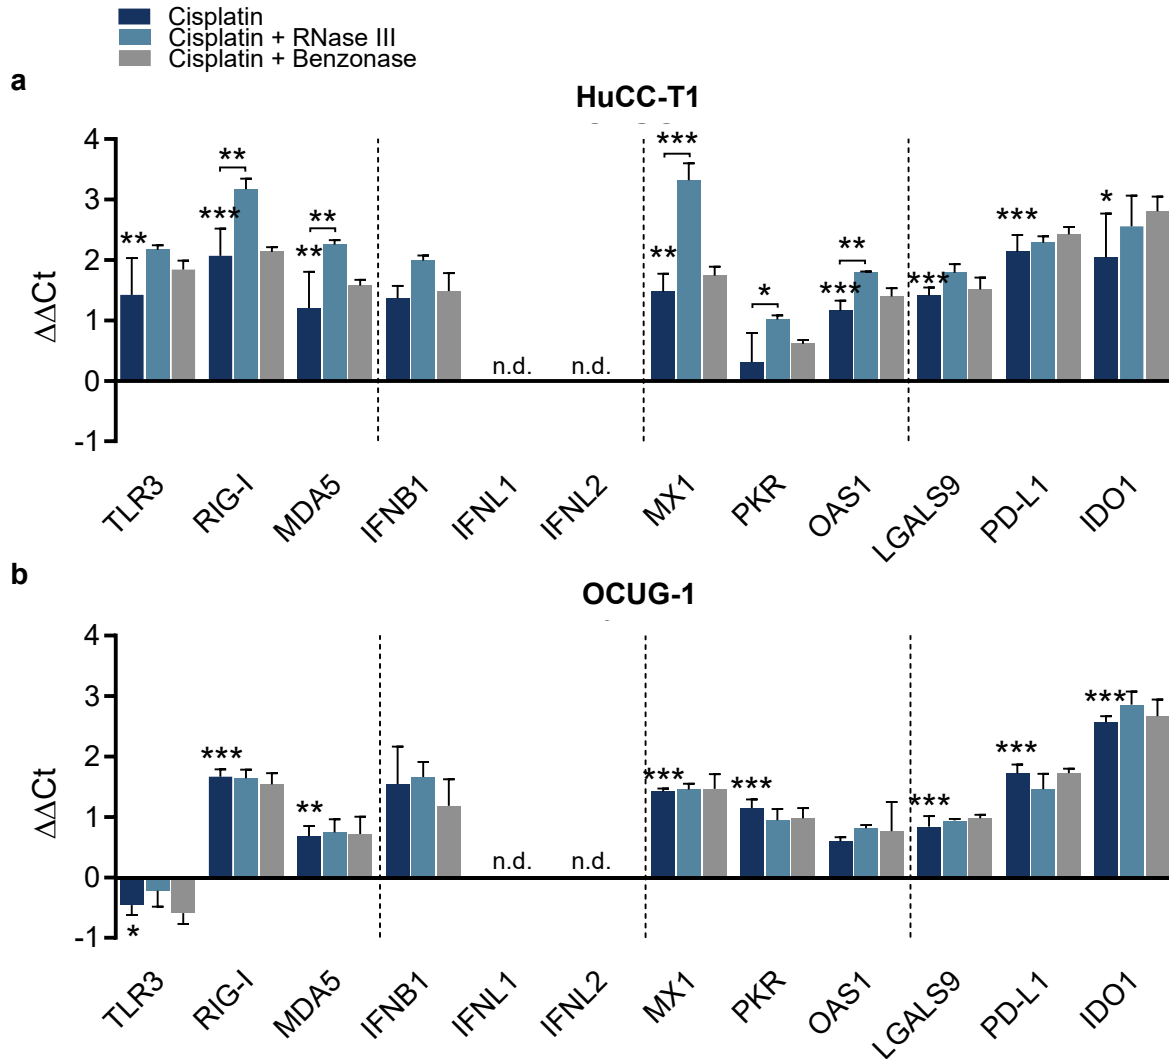 Cisplatin
Cisplatin + RNase III
Cisplatin + Benzonase
a
HuCC-T1
4
3
2
1
0
-1
ΔΔCt
** *** ** ** ** n.d. n.d. ** *** * *** ** *** *** *
TLR3 RIG-I MDA5 IFNB1 IFNL1 IFNL2 MX1 PKR OAS1 LGALS9 PD-L1 IDO1
b
OCUG-1
4
3
2
1
0
-1
ΔΔCt
* *** ** n.d. n.d. *** *** *** *** ***
TLR3 RIG-I MDA5 IFNB1 IFNL1 IFNL2 MX1 PKR OAS1 LGALS9 PD-L1 IDO1